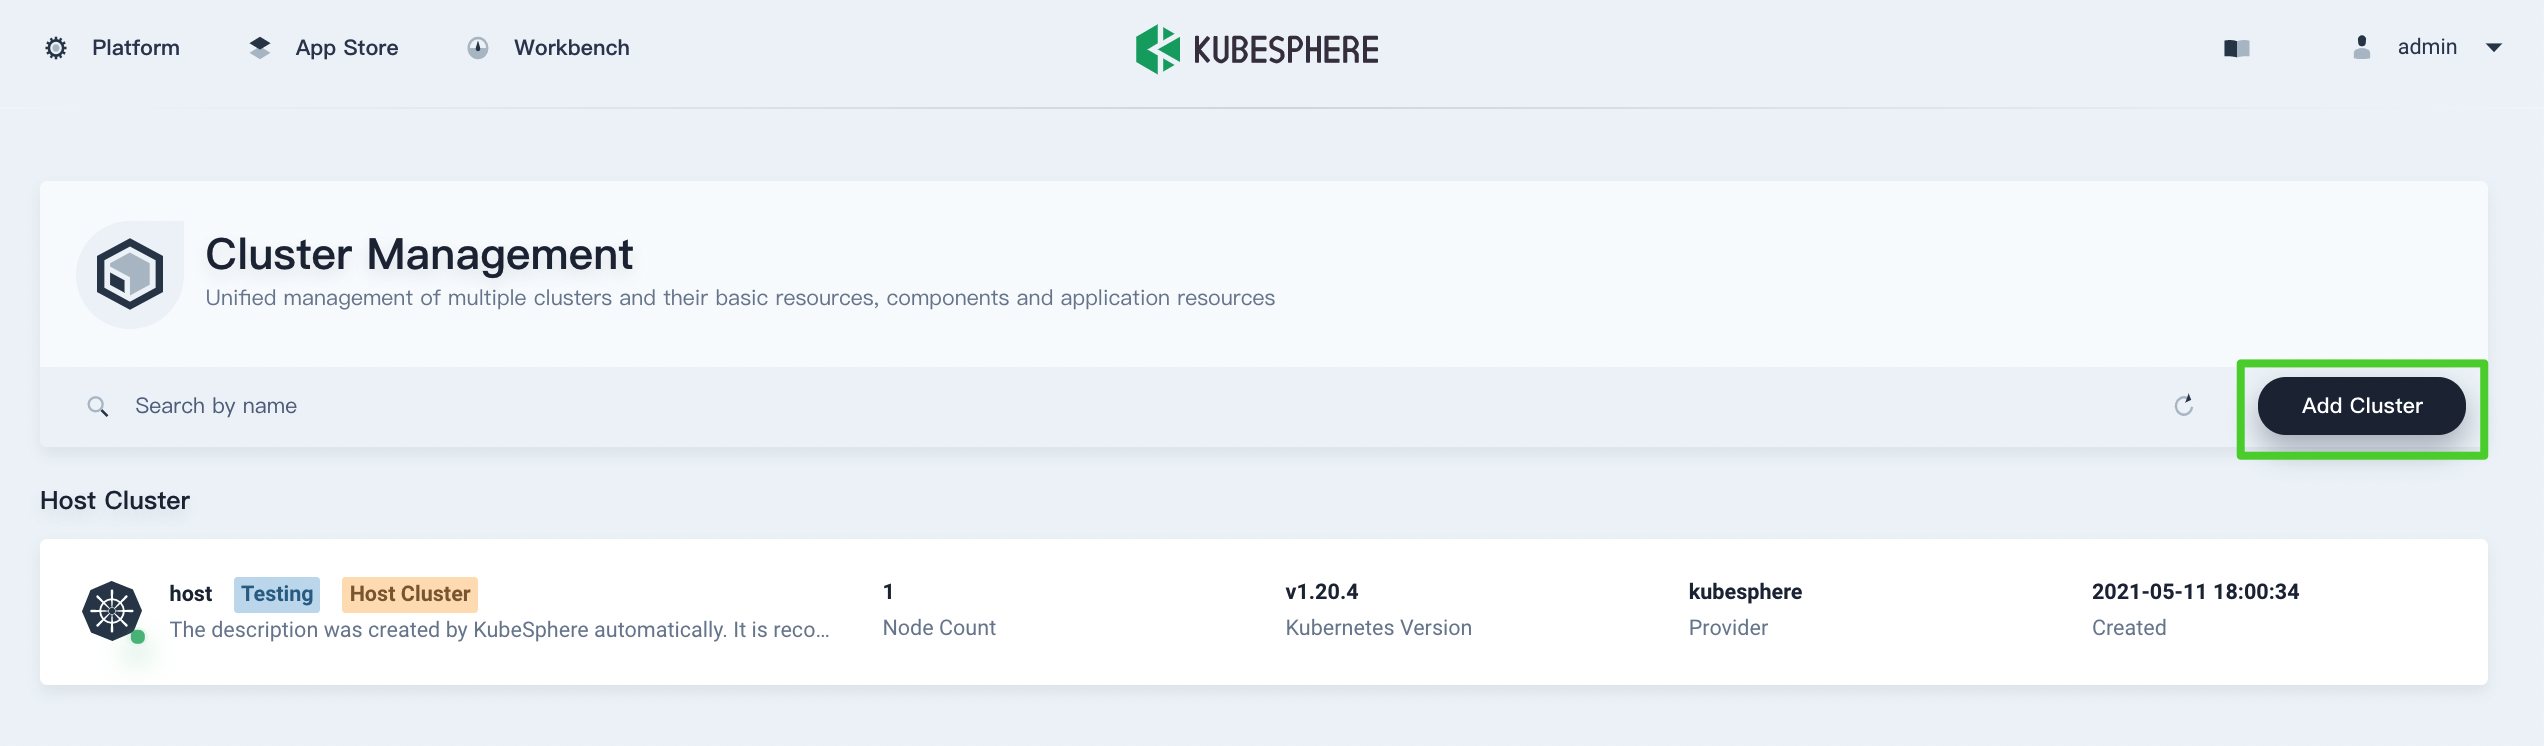 Platform App Store Workbench KUBESPHERE admin
Cluster Management
Unified management of multiple clusters and their basic resources, components and application resources
Search by name Add Cluster
Host Cluster
host Testing Host Cluster 1 v1.20.4 kubesphere 2021-05-11 18:00:34
The description was created by KubeSphere automatically. It is reco... Node Count Kubernetes Version Provider Created